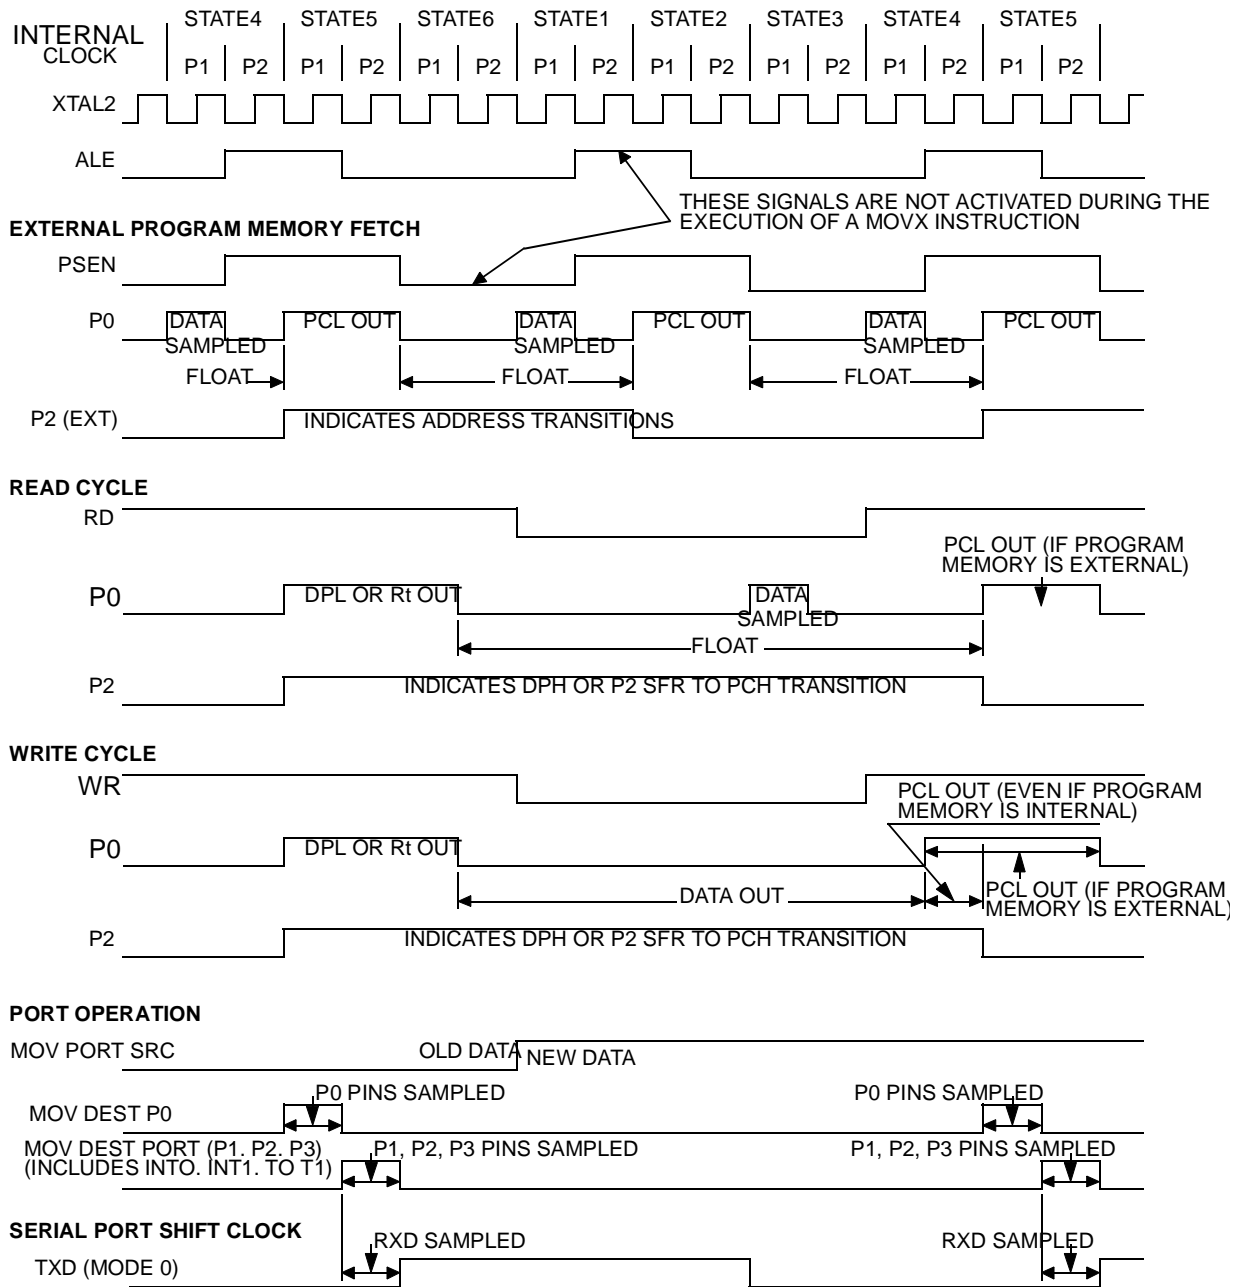 INTERNAL
CLOCK
STATE4 STATE5 STATE6 STATE1 STATE2 STATE3 STATE4 STATE5
P1 P2 P1 P2 P1 P2 P1 P2 P1 P2 P1 P2 P1 P2 P1 P2
XTAL2
ALE
THESE SIGNALS ARE NOT ACTIVATED DURING THE
EXECUTION OF A MOVX INSTRUCTION
EXTERNAL PROGRAM MEMORY FETCH
PSEN
P0 DATA PCL OUT DATA PCL OUT DATA PCL OUT
SAMPLED SAMPLED SAMPLED
FLOAT FLOAT FLOAT
P2 (EXT) INDICATES ADDRESS TRANSITIONS
READ CYCLE
RD
PCL OUT (IF PROGRAM
MEMORY IS EXTERNAL)
P0 DPL OR Rt OUT DATA
SAMPLED
FLOAT
P2 INDICATES DPH OR P2 SFR TO PCH TRANSITION
WRITE CYCLE
WR
PCL OUT (EVEN IF PROGRAM
MEMORY IS INTERNAL)
P0 DPL OR Rt OUT
DATA OUT
PCL OUT (IF PROGRAM
MEMORY IS EXTERNAL)
P2 INDICATES DPH OR P2 SFR TO PCH TRANSITION
PORT OPERATION
MOV PORT SRC OLD DATA NEW DATA
P0 PINS SAMPLED P0 PINS SAMPLED
MOV DEST P0
MOV DEST PORT (P1. P2. P3) P1, P2, P3 PINS SAMPLED P1, P2, P3 PINS SAMPLED
(INCLUDES INTO. INT1. TO T1)
SERIAL PORT SHIFT CLOCK
RXD SAMPLED RXD SAMPLED
TXD (MODE 0)